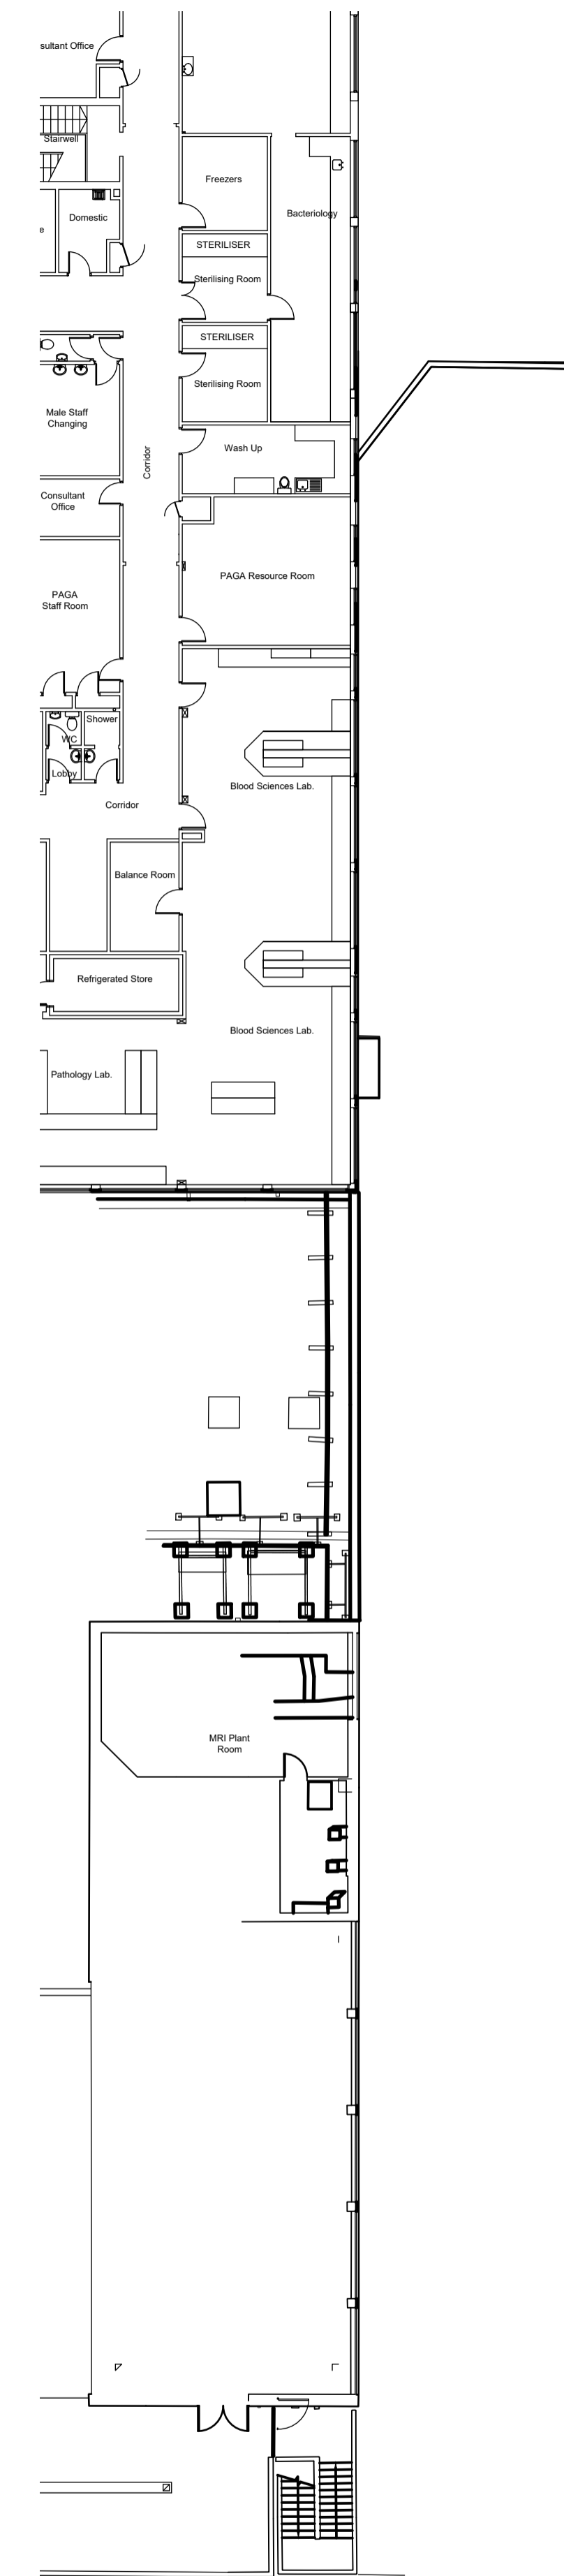 sultant Office
Stairwell
Freezers
Bacteriology
Domestic
e
STERILISER
Sterilising Room
STERILISER
Sterilising Room
Male Staff
Changing
Wash Up
Corridor
Consultant
Office
PAGA Resource Room
PAGA
Staff Room
Shower
WC
Lobby
Blood Sciences Lab.
Corridor
Balance Room
Refrigerated Store
Blood Sciences Lab.
Pathology Lab.
MRI Plant
Room